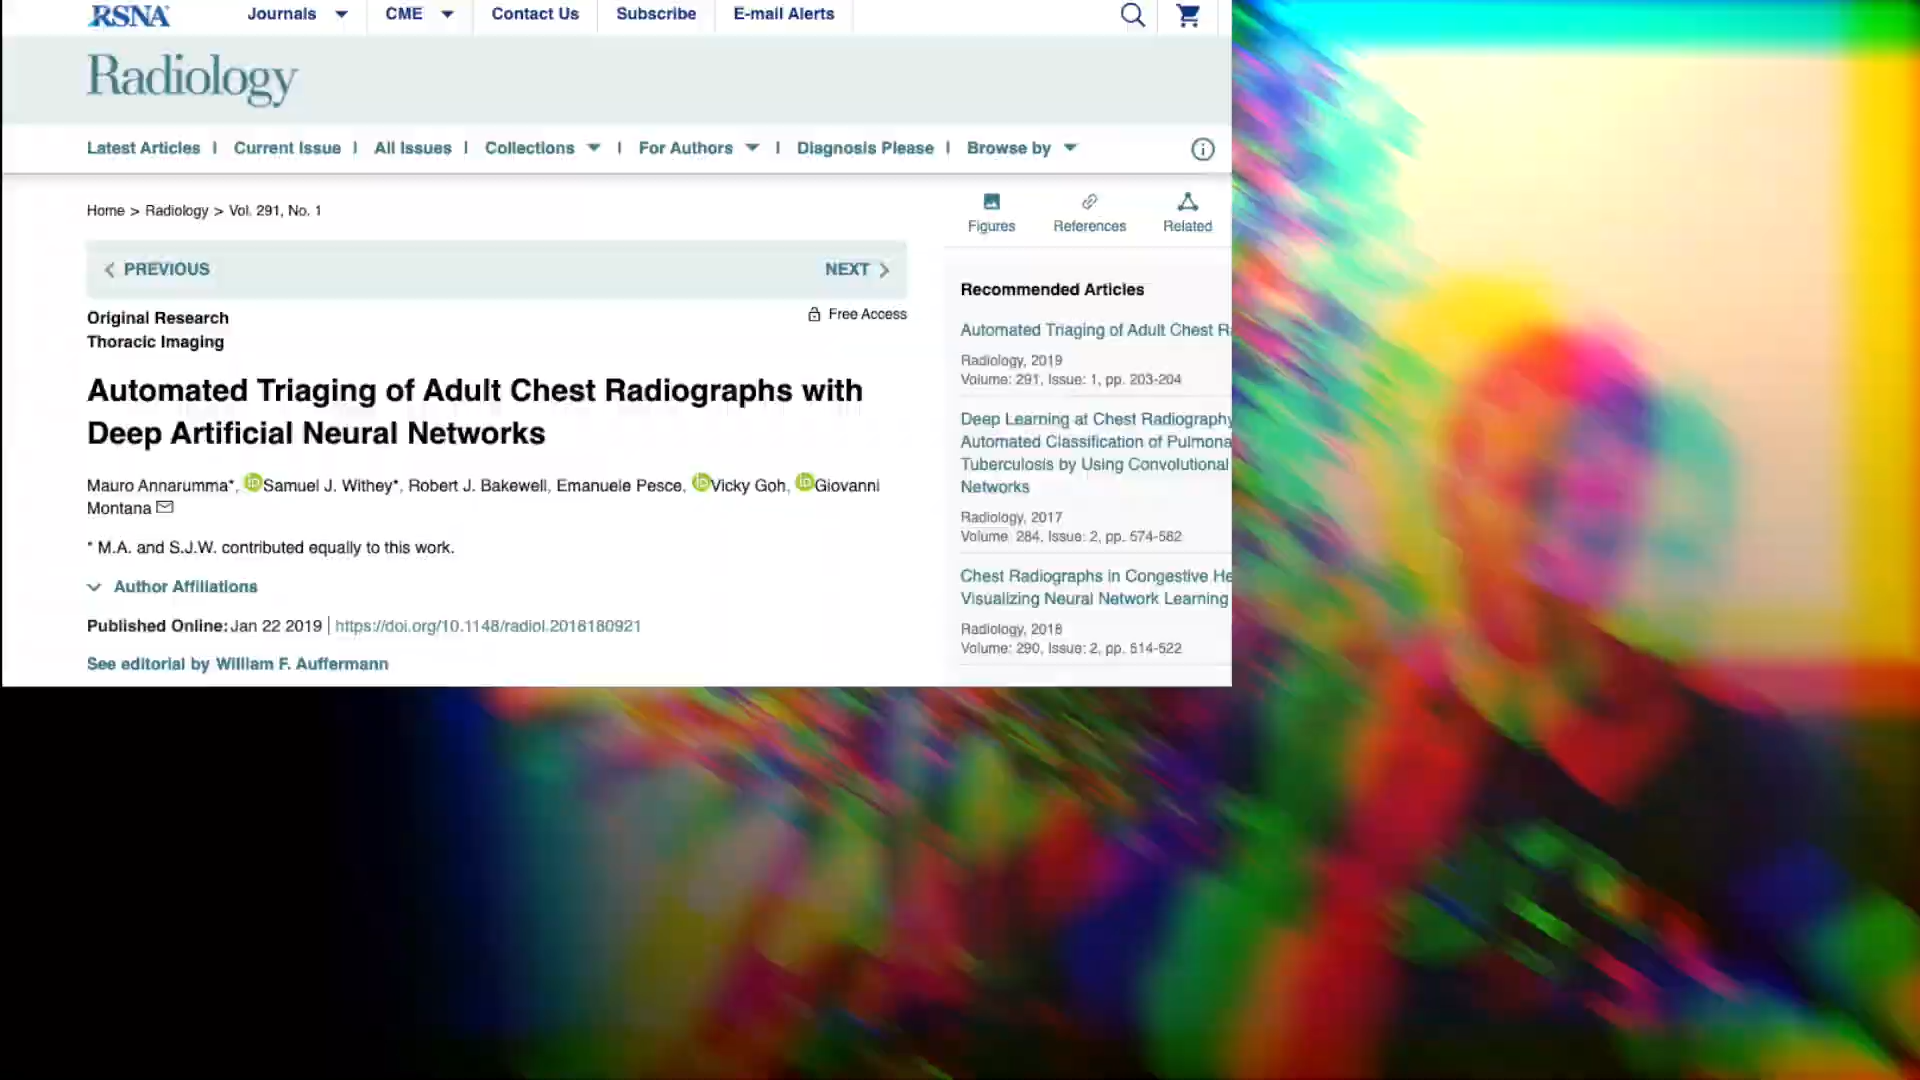 RSNA Journals CME Contact Us Subscribe E-mail Alerts
Radiology
Latest Articles | Current Issue | All Issues | Collections | For Authors | Diagnosis Please | Browse by
Home > Radiology > Vol. 291, No. 1
PREVIOUS NEXT
Original Research
Thoracic Imaging
Free Access
Automated Triaging of Adult Chest Radiographs with
Deep Artificial Neural Networks
Mauro Annarumma*, iD Samuel J. Withey*, Robert J. Bakewell, Emanuele Pesce, iD Vicky Goh, iD Giovanni
Montana
* M.A. and S.J.W. contributed equally to this work.
Author Affiliations
Published Online: Jan 22 2019 | https://doi.org/10.1148/radiol.2018180921
See editorial by William F. Auffermann
Figures References Related
Recommended Articles
Automated Triaging of Adult Chest
Radiology, 2019
Volume: 291, Issue: 1, pp. 203-204
Deep Learning at Chest Radiography
Automated Classification of
Tuberculosis by Using Convolutional
Networks
Radiology, 2017
Volume: 284, Issue: 2, pp. 574-582
Chest Radiographs in Congestive
Visualizing Neural Network Learning
Radiology, 2018
Volume: 290, Issue: 2, pp. 514-522